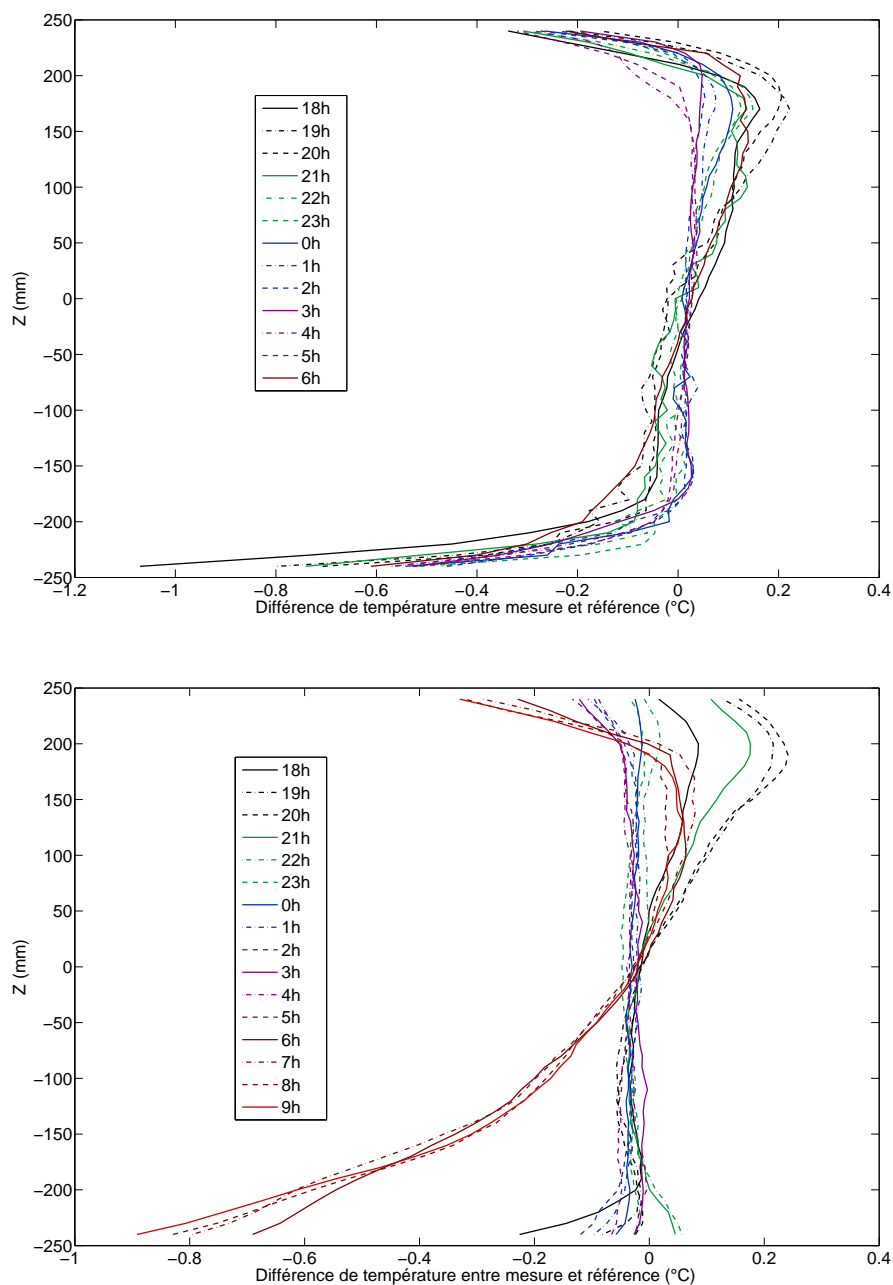 250
200
150
100
50
0
−50
−100
−150
−200
−250
Z (mm)
18h
19h
20h
21h
22h
23h
0h
1h
2h
3h
4h
5h
6h
−1.2 −1 −0.8 −0.6 −0.4 −0.2 0 0.2 0.4
Différence de température entre mesure et référence (°C)
250
200
150
100
50
0
−50
−100
−150
−200
−250
Z (mm)
18h
19h
20h
21h
22h
23h
0h
1h
2h
3h
4h
5h
6h
7h
8h
9h
−1 −0.8 −0.6 −0.4 −0.2 0 0.2 0.4
Différence de température entre mesure et référence (°C)